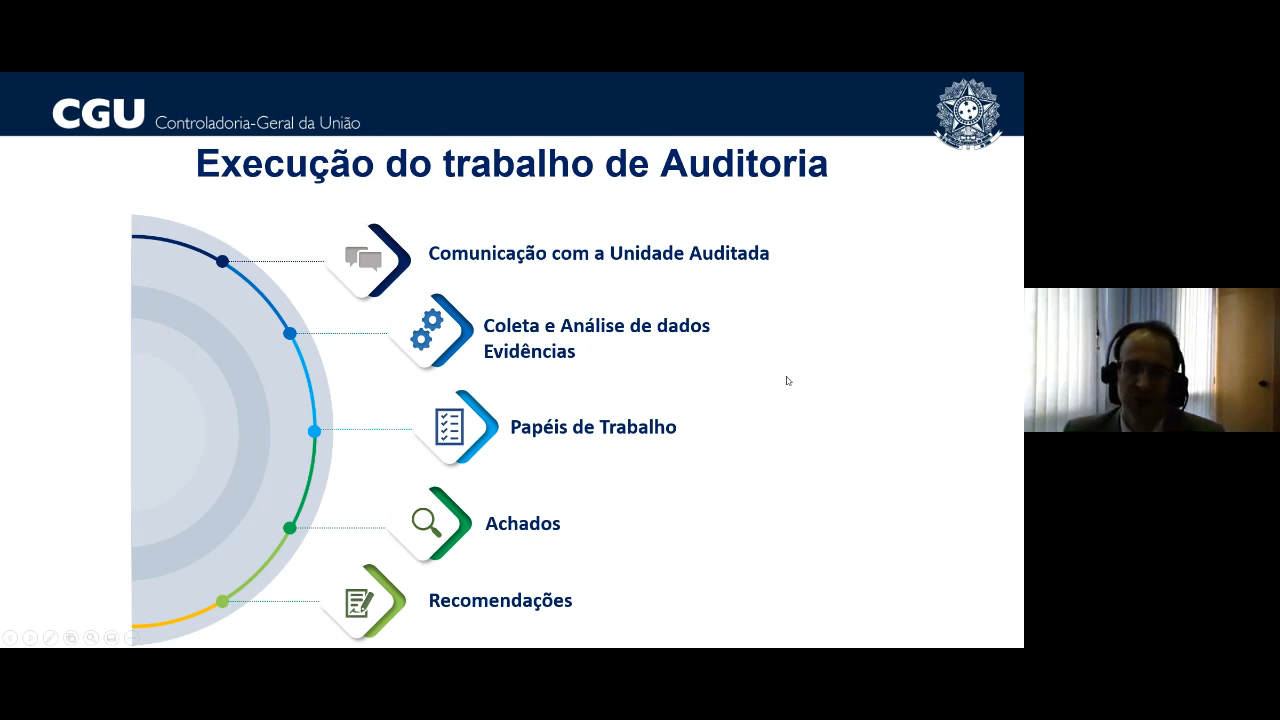 CGU Controladoria-Geral da União
Execução do trabalho de Auditoria
Comunicação com a Unidade Auditada
Coleta e Análise de dados
Evidências
Papéis de Trabalho
Achados
Recomendações